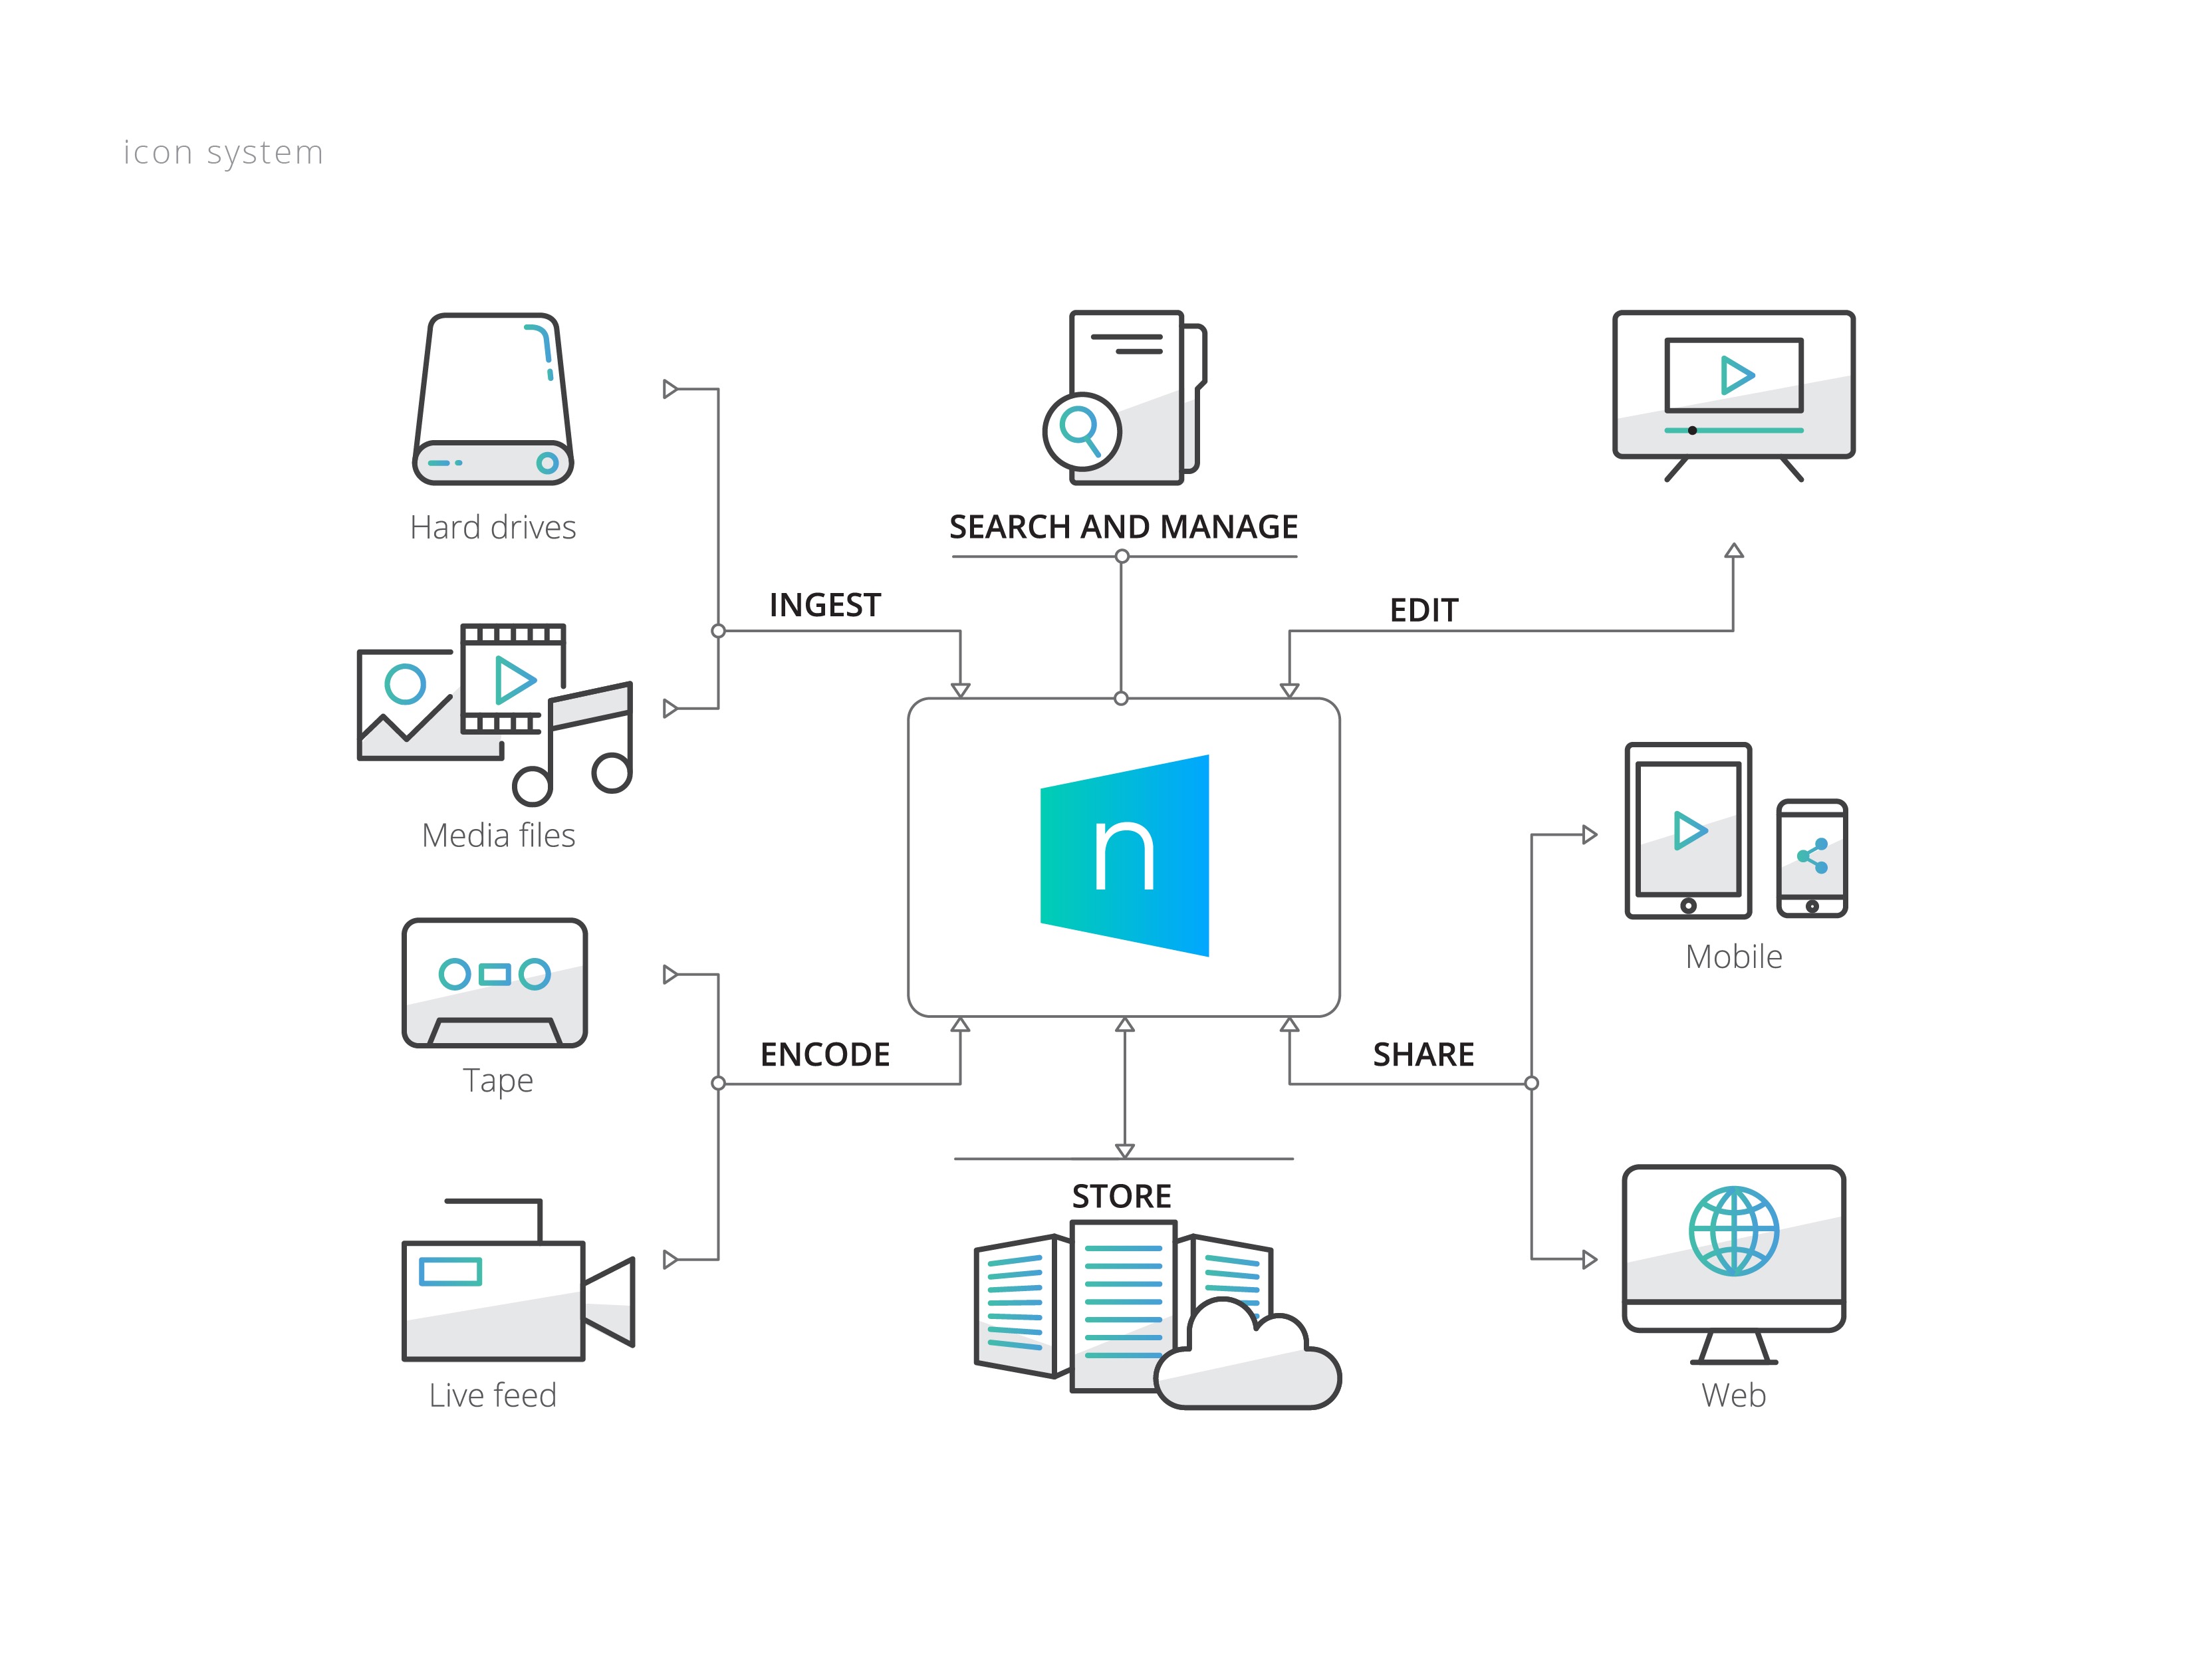 icon system
Hard drives
SEARCH AND MANAGE
INGEST
EDIT
Media files
n
Mobile
Tape
ENCODE
SHARE
STORE
Live feed
Web